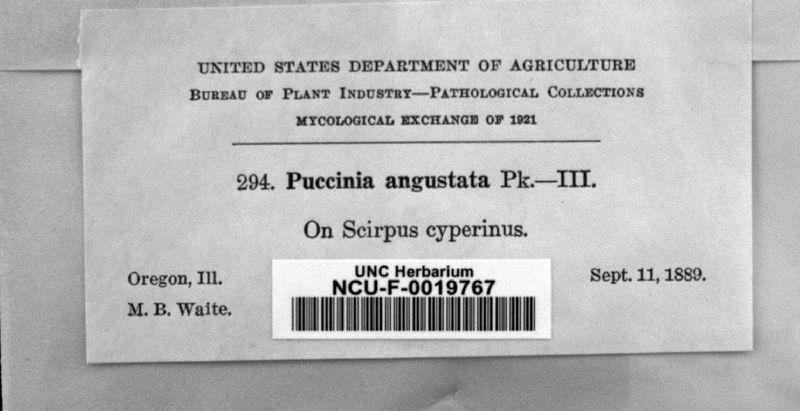 UNITED STATES DEPARTMENT OF AGRICULTURE
BUREAU OF PLANT INDUSTRY—PATHOLOGICAL COLLECTIONS
MYCOLOGICAL EXCHANGE OF 1921
294. Puccinia angustata Pk.—III.
On Scirpus cyperinus.
Oregon, Ill.
Sept. 11, 1889.
M. B. Waite.
UNC Herbarium
NCU-F-0019767